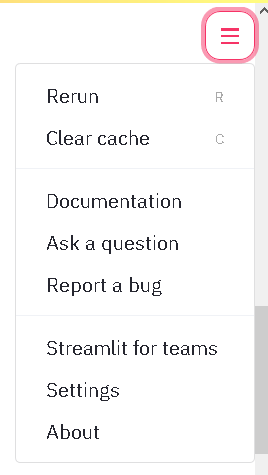 Rerun R
Clear cache C
Documentation
Ask a question
Report a bug
Streamlit for teams
Settings
About